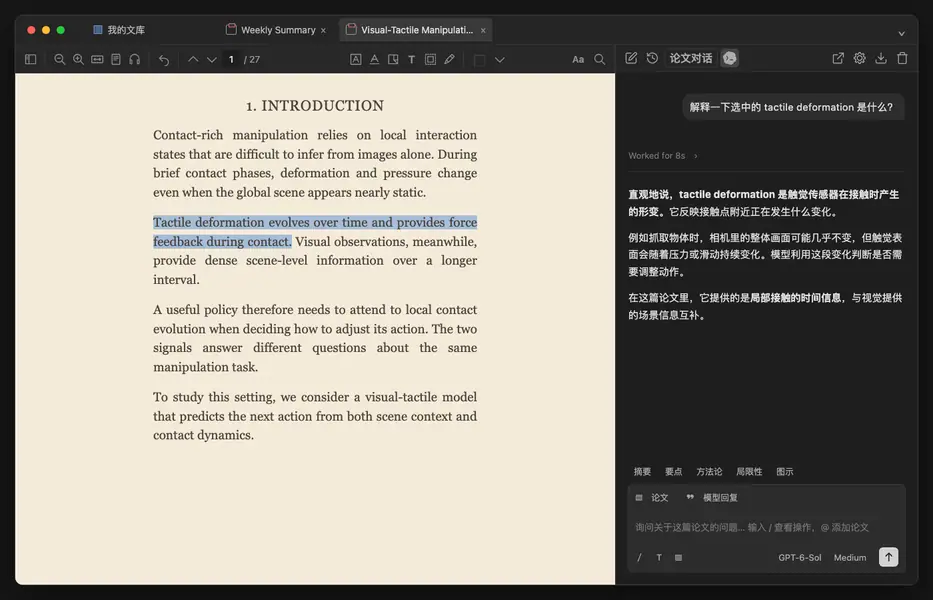 我的文库
Weekly Summary ×
Visual-Tactile Manipulati... ×
1 / 27
A
A
T
Aa
论文对话
1. INTRODUCTION
Contact-rich manipulation relies on local interaction
states that are difficult to infer from images alone. During
brief contact phases, deformation and pressure change
even when the global scene appears nearly static.
Tactile deformation evolves over time and provides force
feedback during contact. Visual observations, meanwhile,
provide dense scene-level information over a longer
interval.
A useful policy therefore needs to attend to local contact
evolution when deciding how to adjust its action. The two
signals answer different questions about the same
manipulation task.
To study this setting, we consider a visual-tactile model
that predicts the next action from both scene context and
contact dynamics.
解释一下选中的 tactile deformation 是什么?
Worked for 8s ›
直观地说，tactile deformation 是触觉传感器在接触时产生
的形变。它反映接触点附近正在发生什么变化。
例如抓取物体时，相机里的整体画面可能几乎不变，但触觉表
面会随着压力或滑动持续变化。模型利用这段变化判断是否需
要调整动作。
在这篇论文里，它提供的是局部接触的时间信息，与视觉提供
的场景信息互补。
摘要 要点 方法论 局限性 图示
论文 模型回复
询问关于这篇论文的问题... 输入 / 查看操作，@ 添加论文
/ T
GPT-6-Sol Medium